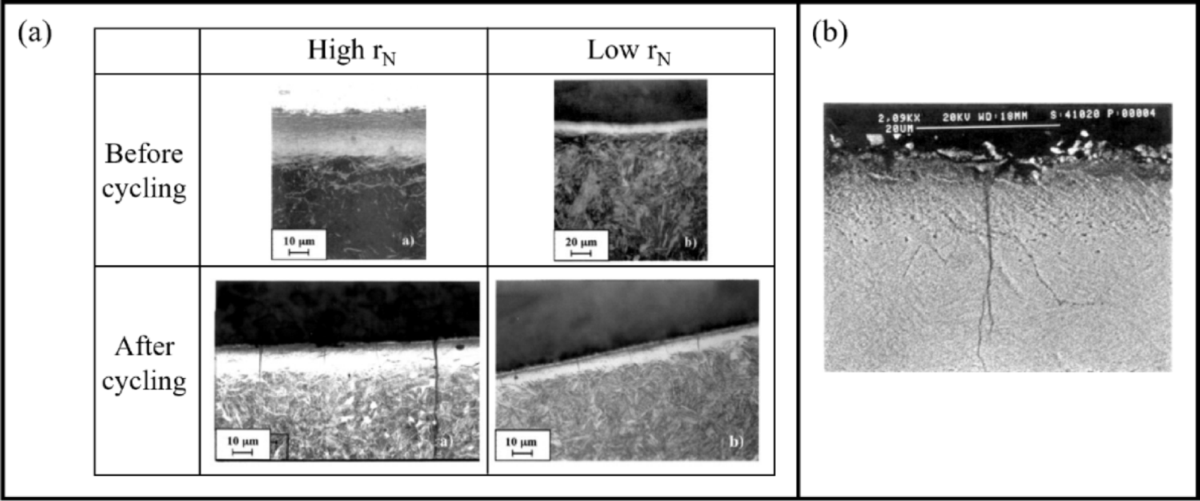 (a)
High rN
Low rN
Before
cycling
10 µm
a)
20 µm
b)
After
cycling
10 µm
a)
10 µm
b)
(b)
2.09KX 20KV WD:18MM S:41020 P:00004
20UM